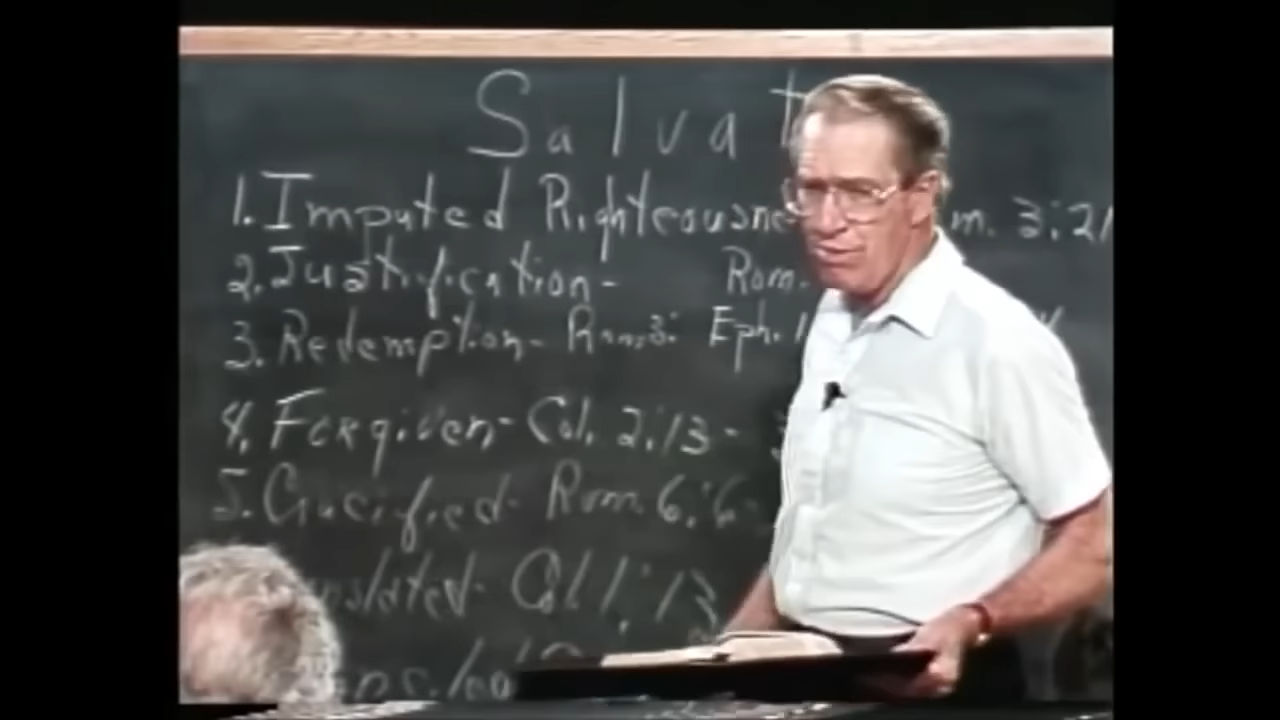 Salvat
1. Imputed Righteousne m. 3:21
2. Justification- Rom.
3. Redemption- Rom 3: Eph. 1
4. Forgiven- Col. 2:13-
5. Crucified- Rom 6:6-
nslated- Col 1:13